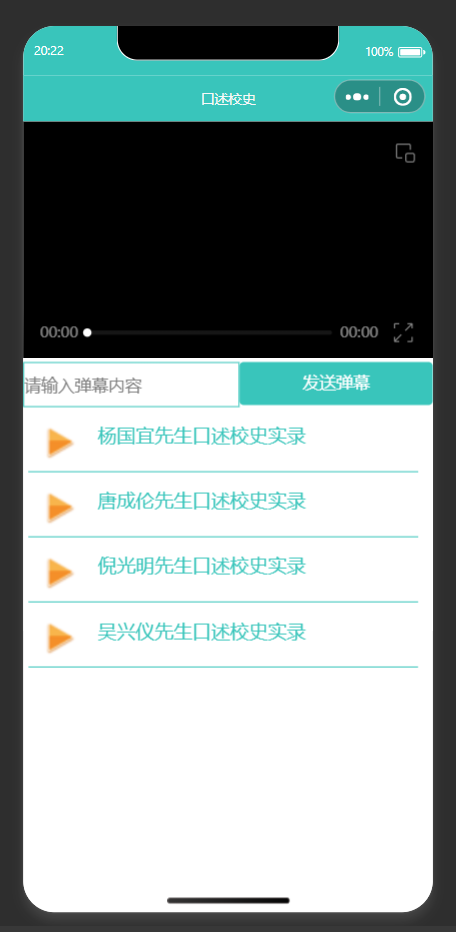 20:22
100%
口述校史
00:00 00:00
请输入弹幕内容 发送弹幕
杨国宜先生口述校史实录
唐成伦先生口述校史实录
倪光明先生口述校史实录
吴兴仪先生口述校史实录